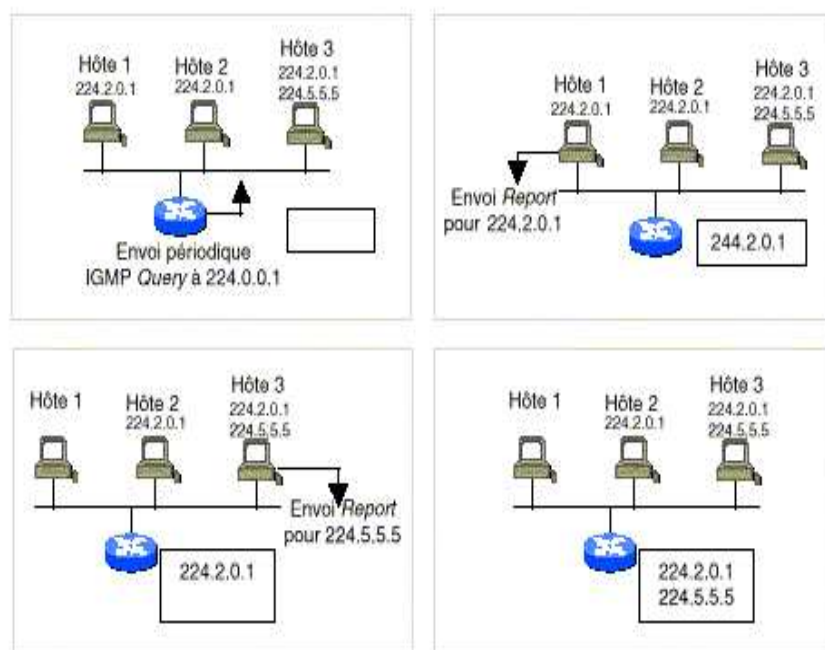 Hôte 1
224.2.0.1
Hôte 2
224.2.0.1
Hôte 3
224.2.0.1
224.5.5.5
Envoi périodique
IGMP Query à 224.0.0.1
Hôte 1
224.2.0.1
Hôte 2
224.2.0.1
Hôte 3
224.2.0.1
224.5.5.5
Envoi Report
pour 224.2.0.1
244.2.0.1
Hôte 1
Hôte 2
224.2.0.1
Hôte 3
224.2.0.1
224.5.5.5
Envoi Report
pour 224.5.5.5
224.2.0.1
Hôte 1
Hôte 2
224.2.0.1
Hôte 3
224.2.0.1
224.5.5.5
224.2.0.1
224.5.5.5